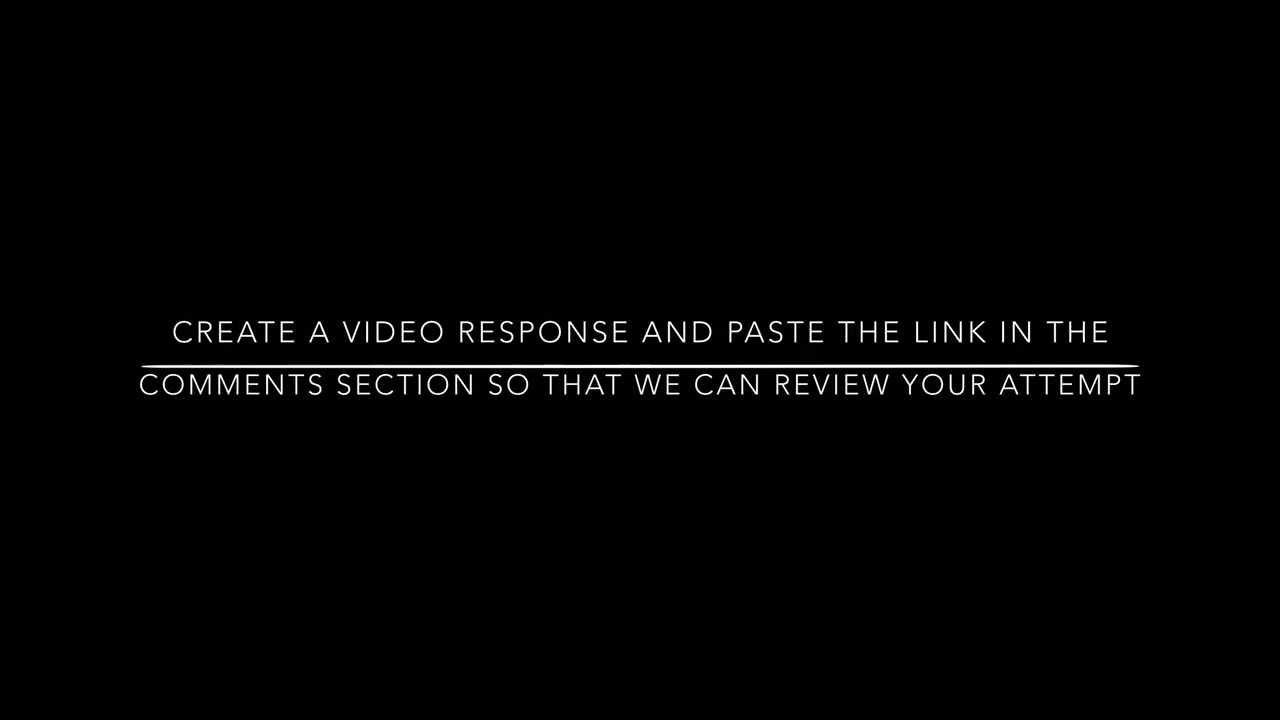 CREATE A VIDEO RESPONSE AND PASTE THE LINK IN THE
COMMENTS SECTION SO THAT WE CAN REVIEW YOUR ATTEMPT